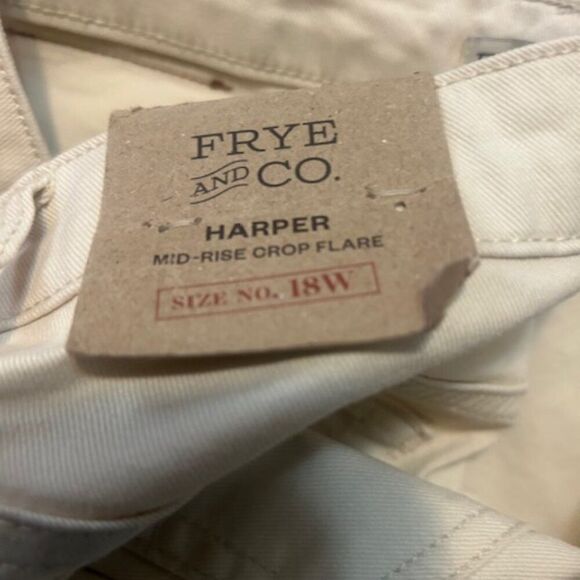 FRYE
AND CO.
HARPER
MID-RISE CROP FLARE
SIZE NO. 18W